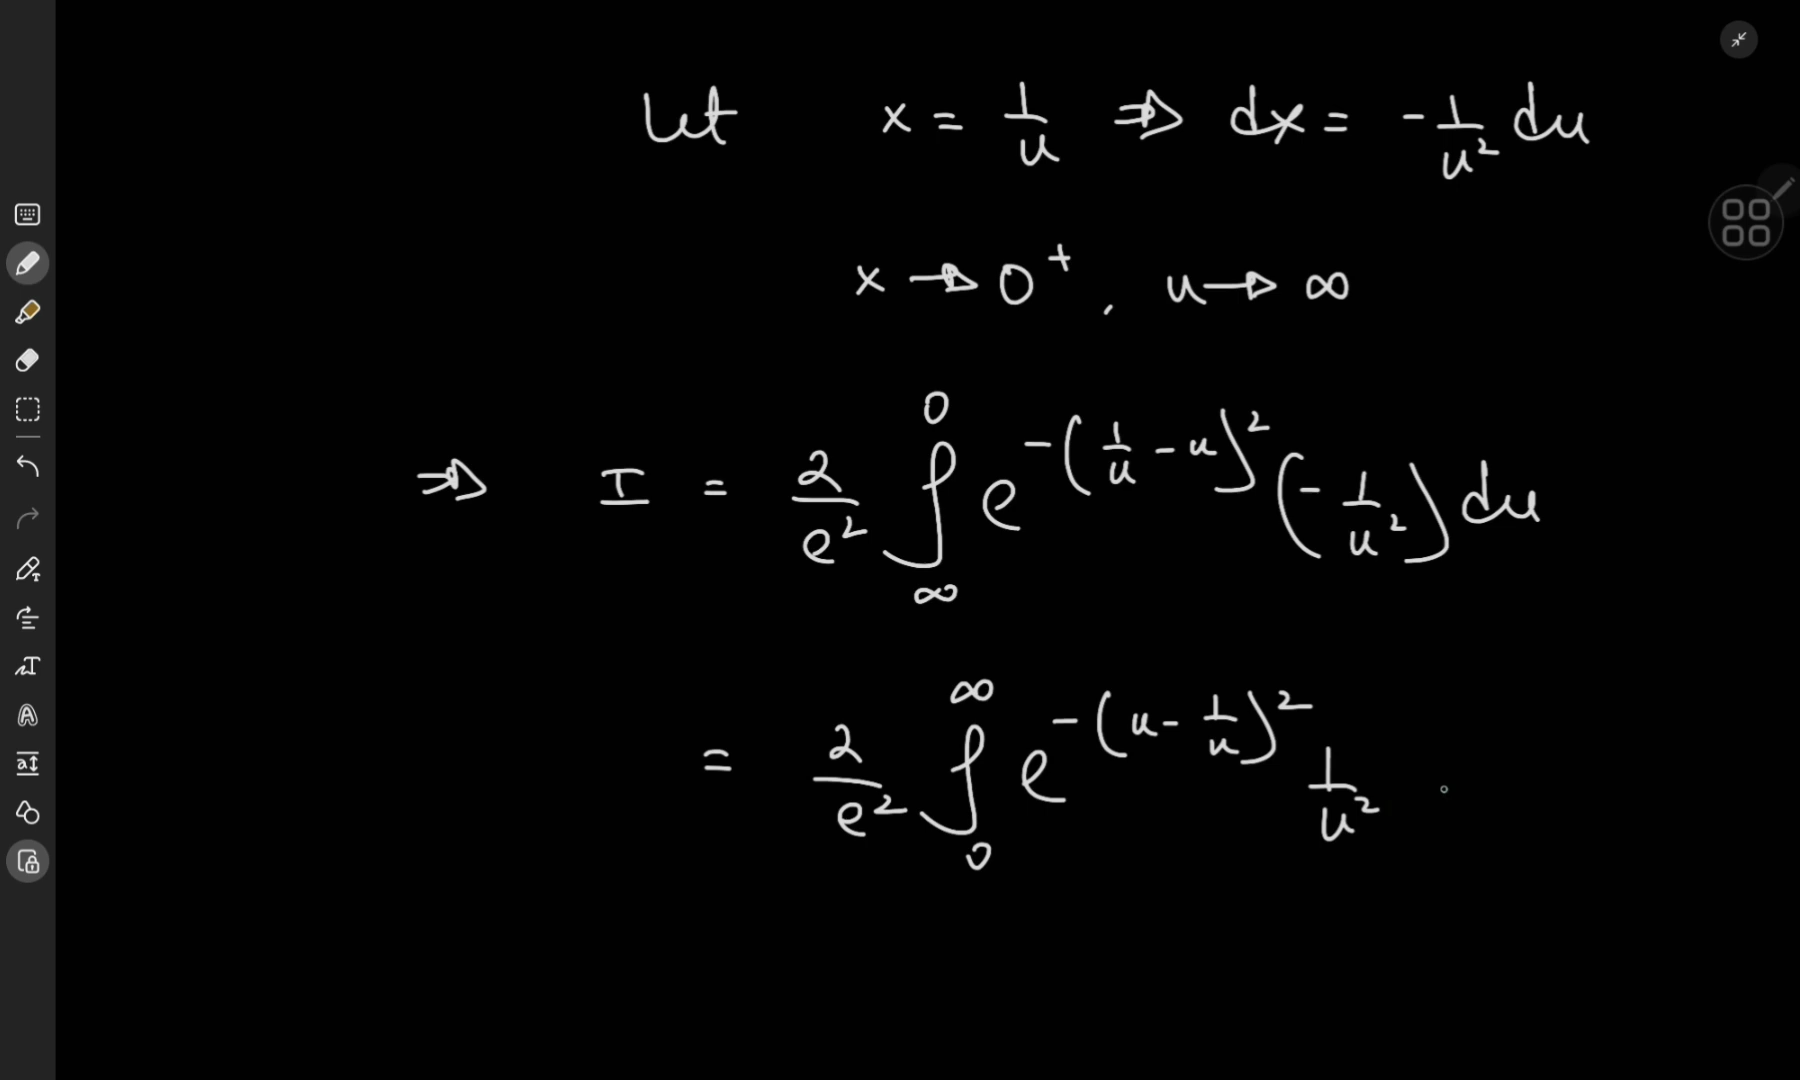 Let x = 1/u ⇒ dx = -1/u² du
x → 0⁺, u → ∞
⇒ I = 2/e² ∫_∞^0 e^{-(1/u - u)²} (-1/u²) du
= 2/e² ∫_0^∞ e^{-(u - 1/u)²} 1/u²